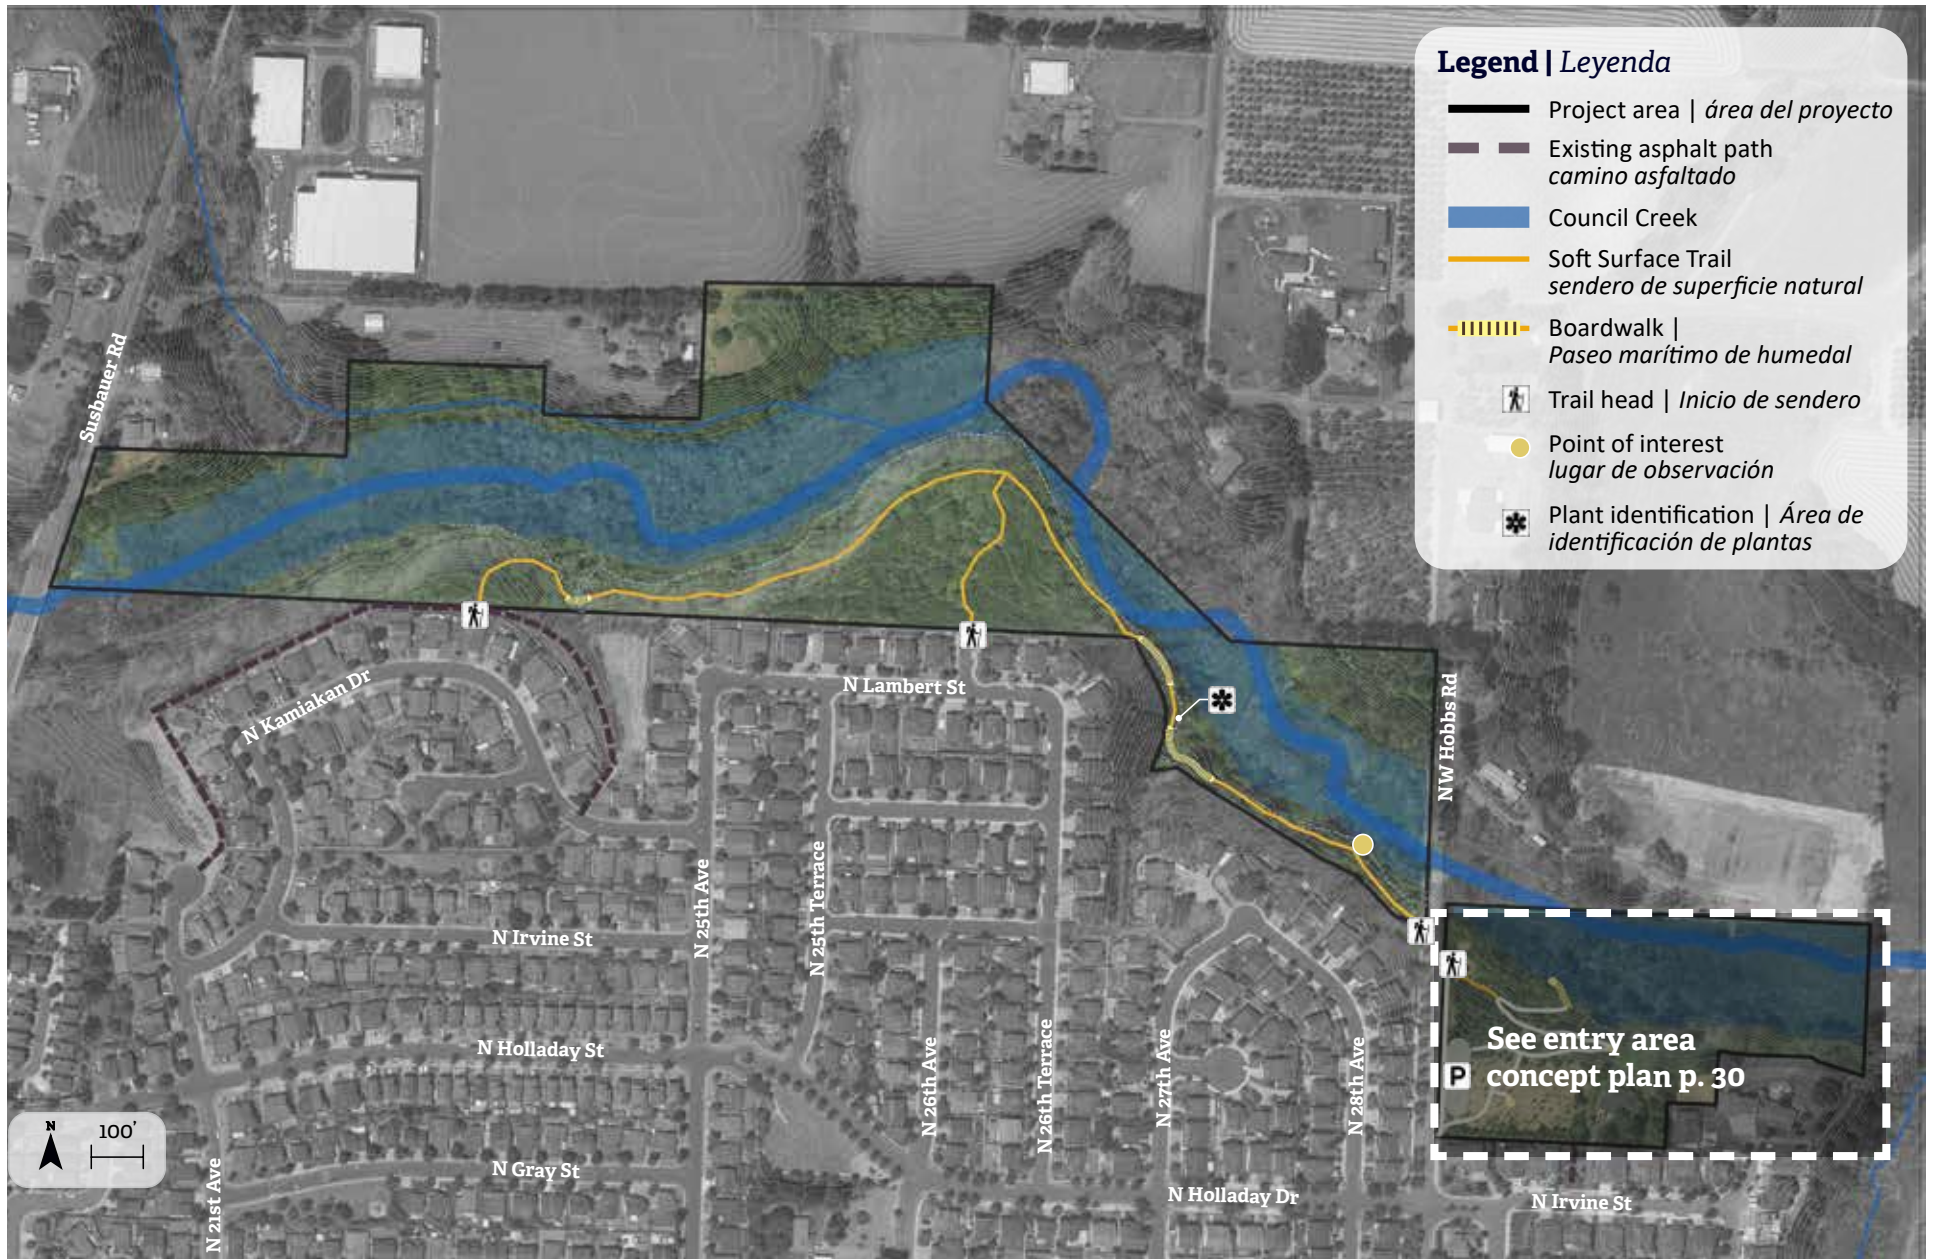 Legend | Leyenda
Project area | área del proyecto
Existing asphalt path
camino asfaltado
Council Creek
Soft Surface Trail
sendero de superficie natural
Boardwalk |
Paseo marítimo de humedal
Trail head | Inicio de sendero
Point of interest
lugar de observación
Plant identification | Área de
identificación de plantas
Susbauer Rd
N Kamiakan Dr
N Lambert St
NW Hobbs Rd
N 25th Ave
N 25th Terrace
N Irvine St
N Holladay St
N 26th Ave
N 26th Terrace
N 27th Ave
N 28th Ave
See entry area
P concept plan p. 30
N
100'
N 21st Ave
N Gray St
N Holladay Dr
N Irvine St